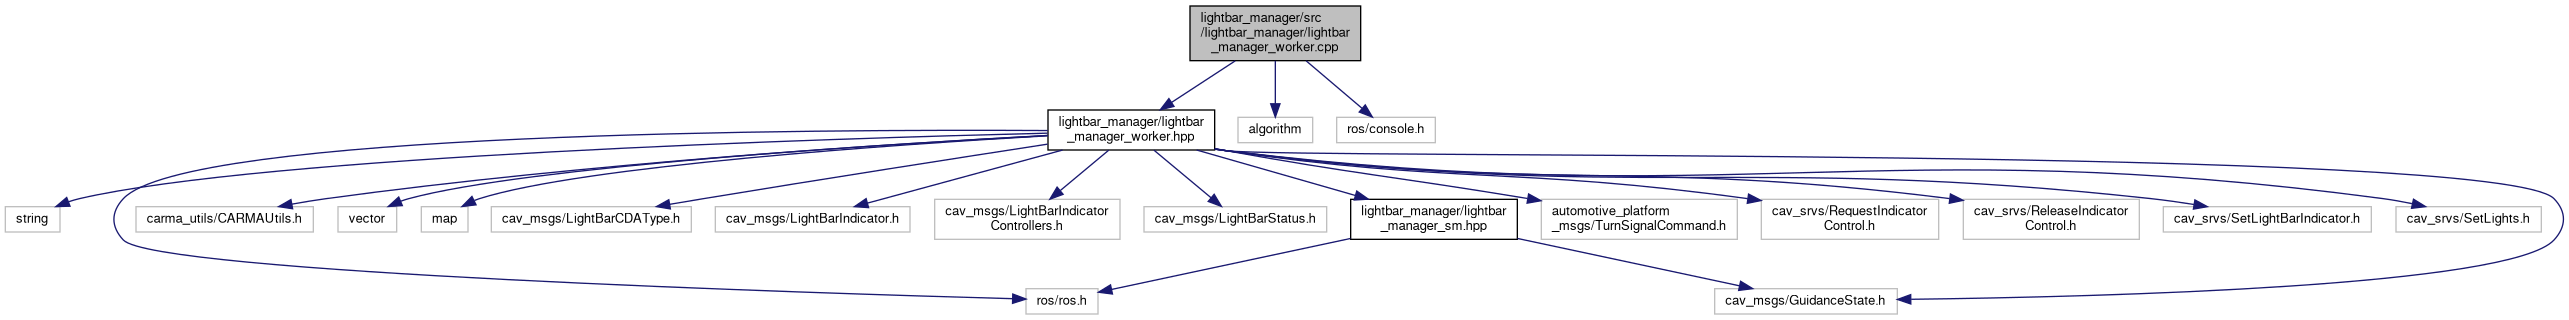 lightbar_manager/src
/lightbar_manager/lightbar
_manager_worker.cpp
lightbar_manager/lightbar
_manager_worker.hpp
algorithm
ros/console.h
string
carma_utils/CARMAUtils.h
vector
map
cav_msgs/LightBarCDAType.h
cav_msgs/LightBarIndicator.h
cav_msgs/LightBarIndicator
Controllers.h
cav_msgs/LightBarStatus.h
lightbar_manager/lightbar
_manager_sm.hpp
automotive_platform
_msgs/TurnSignalCommand.h
cav_srvs/RequestIndicator
Control.h
cav_srvs/ReleaseIndicator
Control.h
cav_srvs/SetLightBarIndicator.h
cav_srvs/SetLights.h
ros/ros.h
cav_msgs/GuidanceState.h